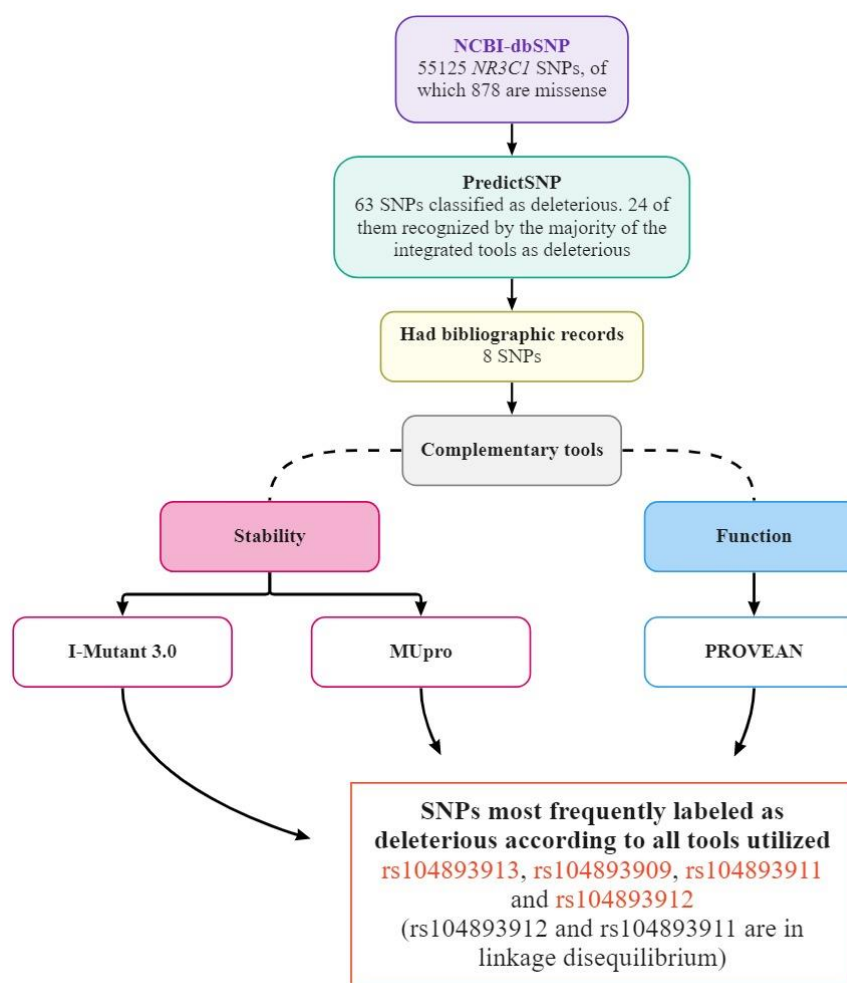 NCBI-dbSNP
55125 NR3C1 SNPs, of
which 878 are missense
PredictSNP
63 SNPs classified as deleterious. 24 of
them recognized by the majority of the
integrated tools as deleterious
Had bibliographic records
8 SNPs
Complementary tools
Stability
Function
I-Mutant 3.0
MUpro
PROVEAN
SNPs most frequently labeled as
deleterious according to all tools utilized
rs104893913, rs104893909, rs104893911
and rs104893912
(rs104893912 and rs104893911 are in
linkage disequilibrium)